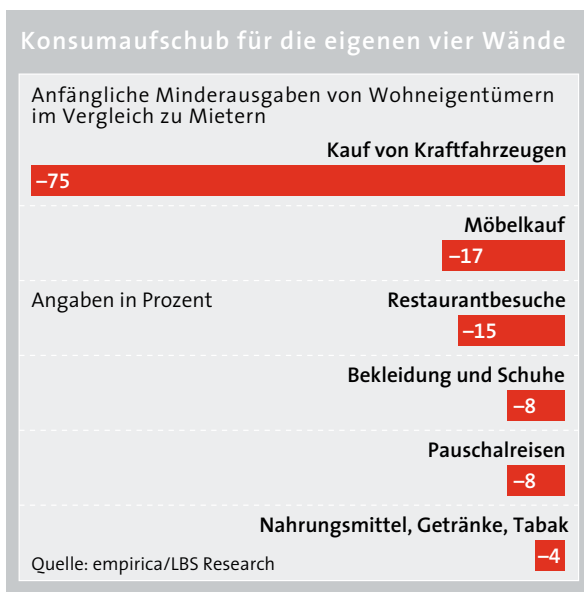 Konsumaufschub für die eigenen vier Wände
Anfängliche Minderausgaben von Wohneigentümern
im Vergleich zu Mietern
Kauf von Kraftfahrzeugen
–75
Möbelkauf
–17
Angaben in Prozent
Restaurantbesuche
–15
Bekleidung und Schuhe
–8
Pauschalreisen
–8
Nahrungsmittel, Getränke, Tabak
–4
Quelle: empirica/LBS Research